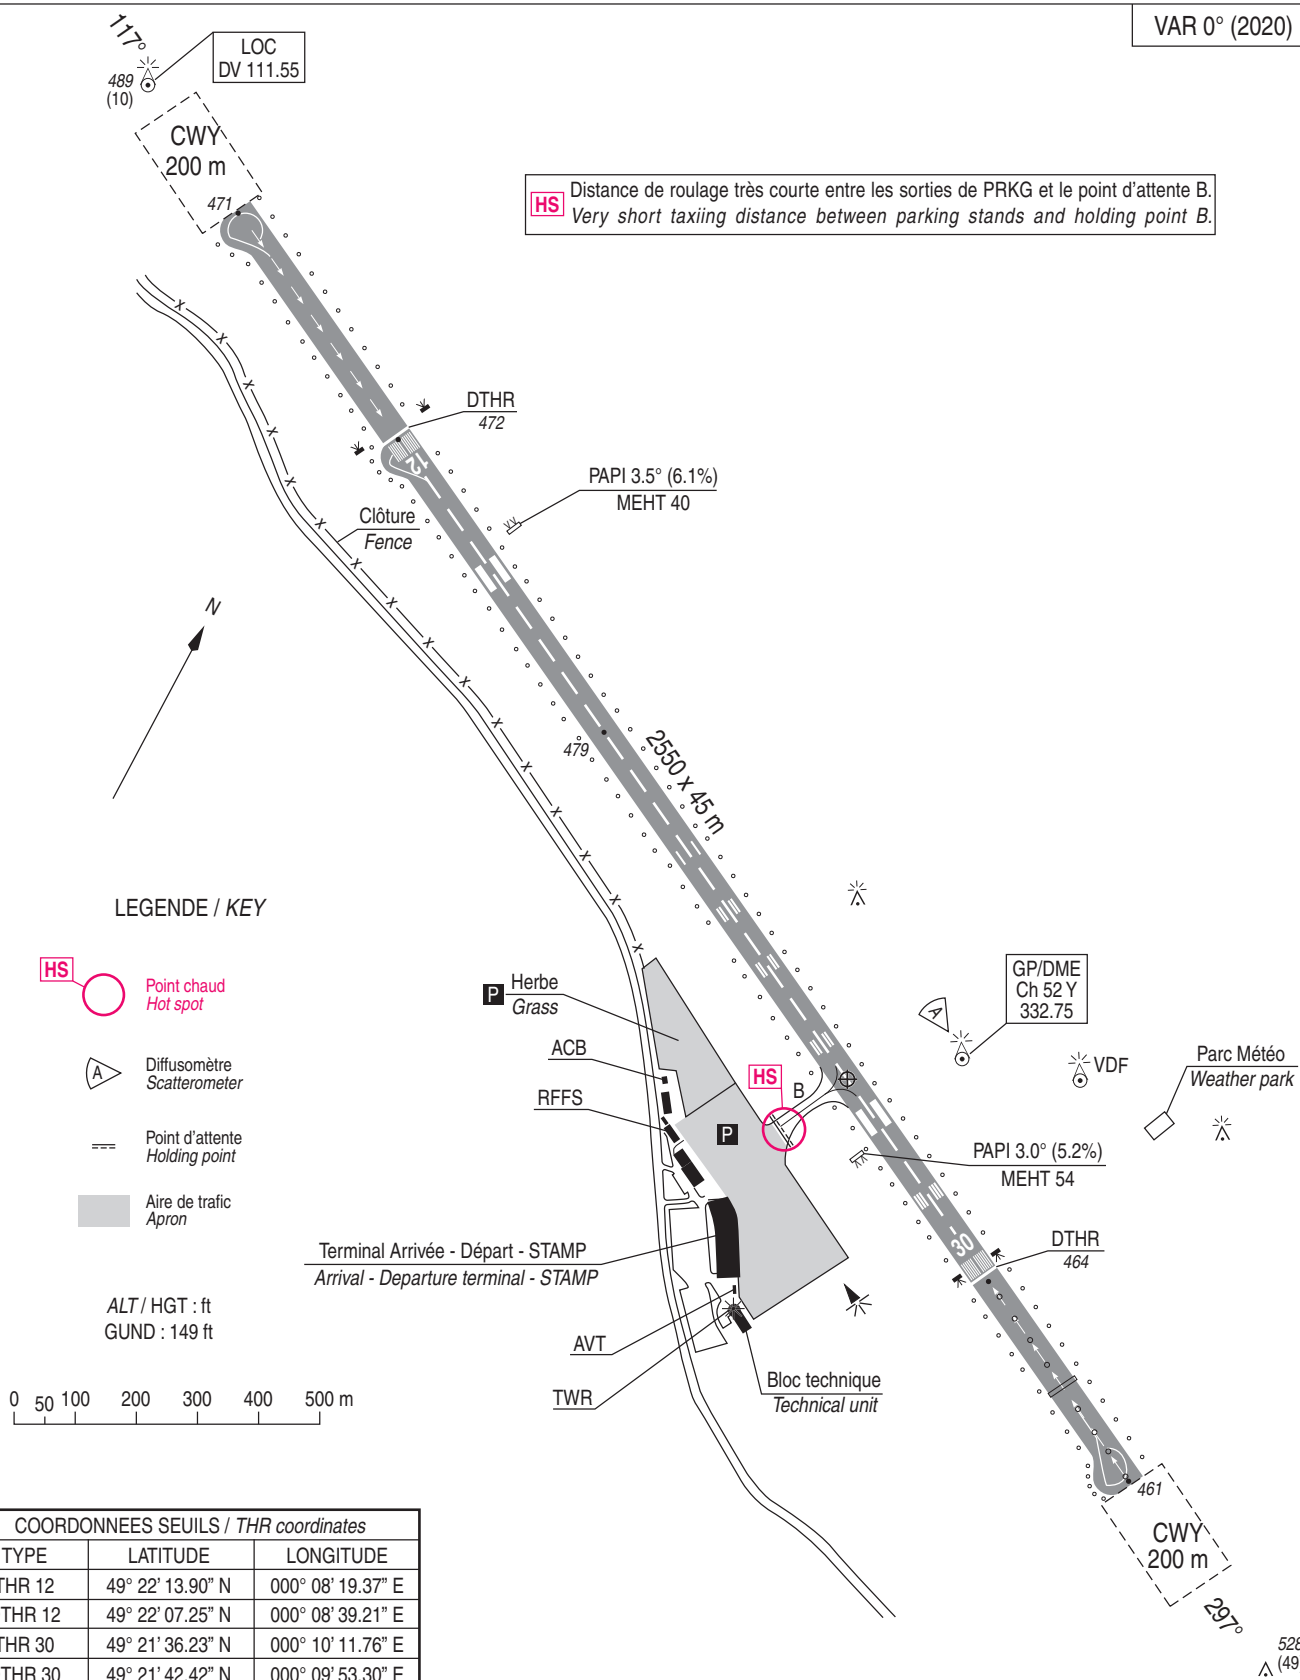 VAR 0° (2020)
117°
LOC
DV 111.55
489
(10)
CWY
200 m
471
HS
Distance de roulage très courte entre les sorties de PRKG et le point d'attente B.
Very short taxiing distance between parking stands and holding point B.
DTHR
472
12
PAPI 3.5° (6.1%)
MEHT 40
Clôture
Fence
N
479
2550 x 45 m
LEGENDE / KEY
HS
Point chaud
Hot spot
A
Diffusomètre
Scatterometer
Point d'attente
Holding point
Aire de trafic
Apron
ALT / HGT : ft
GUND : 149 ft
0 50 100 200 300 400 500 m
P Herbe
Grass
ACB
RFFS
HS
B
P
A
GP/DME
Ch 52 Y
332.75
VDF
Parc Météo
Weather park
PAPI 3.0° (5.2%)
MEHT 54
30
DTHR
464
Terminal Arrivée - Départ - STAMP
Arrival - Departure terminal - STAMP
AVT
TWR
Bloc technique
Technical unit
461
CWY
200 m
297°
528
(49
COORDONNEES SEUILS / THR coordinates
TYPE LATITUDE LONGITUDE
THR 12 49° 22' 13.90" N 000° 08' 19.37" E
THR 12 49° 22' 07.25" N 000° 08' 39.21" E
THR 30 49° 21' 36.23" N 000° 10' 11.76" E
THR 30 49° 21' 42.42" N 000° 09' 53.30" E